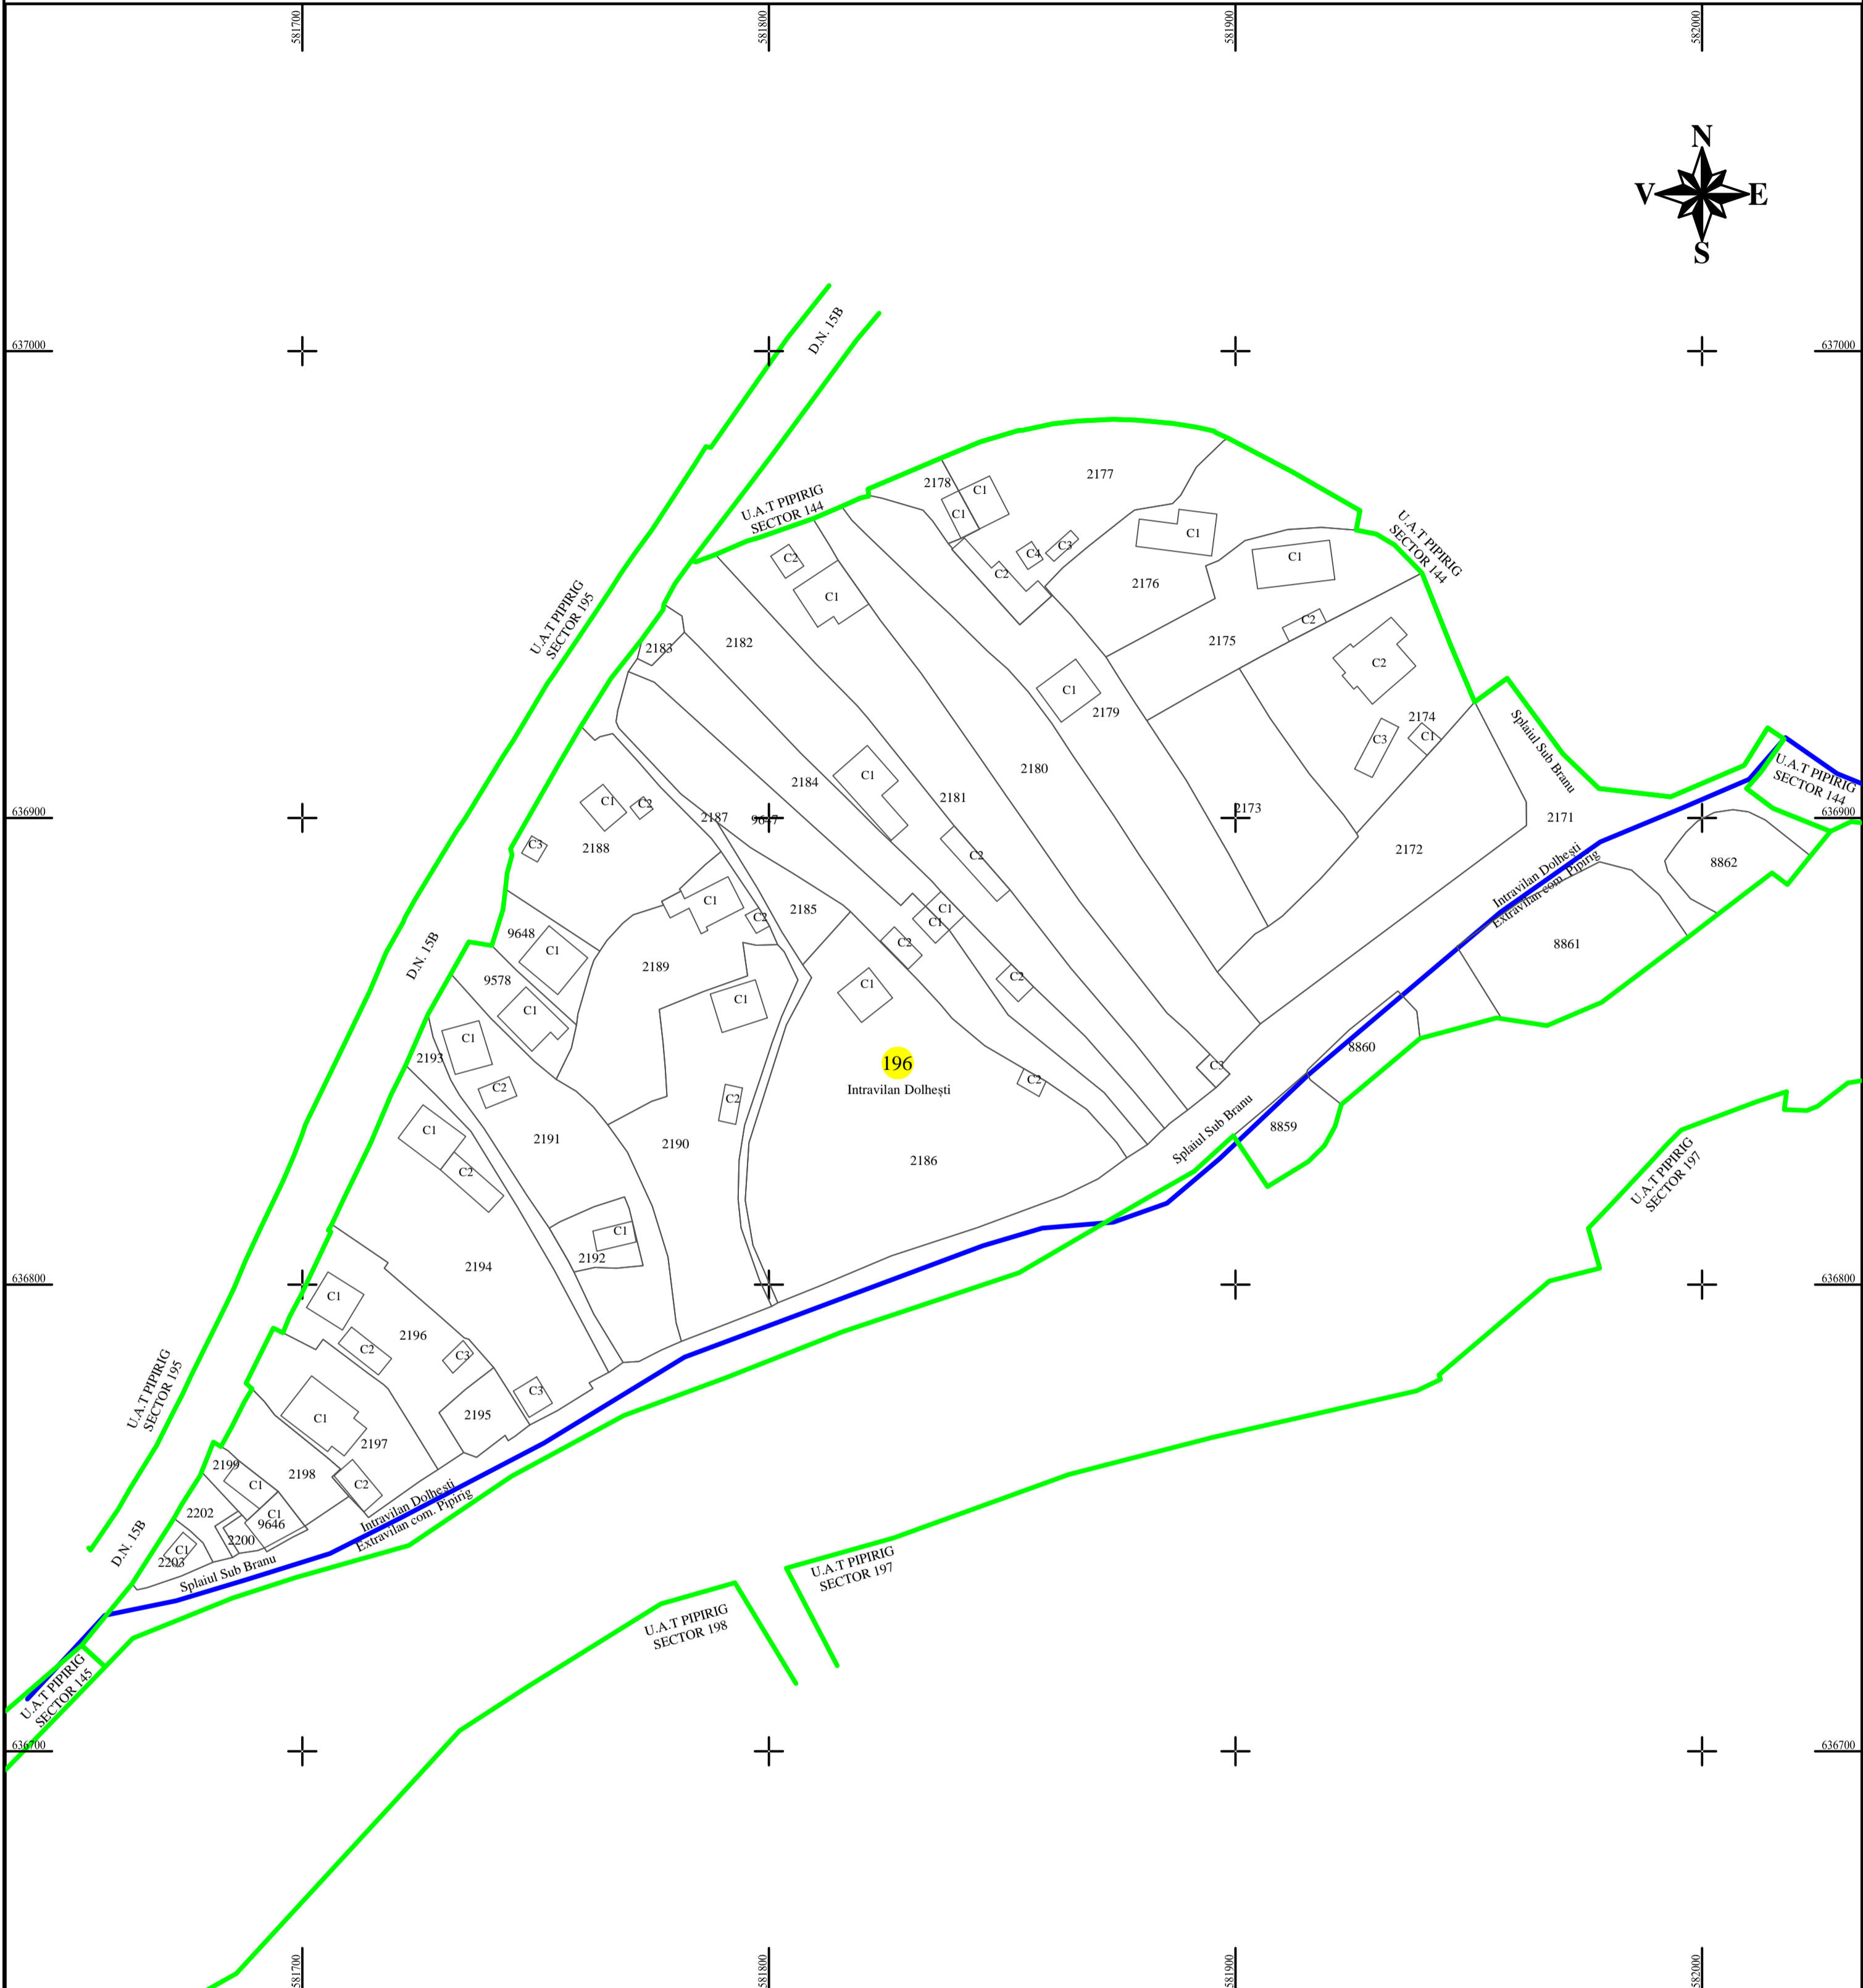 581700
581800
581900
582000
N
V
E
S
D.N. 15B
637000
637000
U.A.T PIPIRIG
SECTOR 144
2178
C1
C1
2177
U.A.T PIPIRIG
SECTOR 144
C2
C1
C4
C3
C2
C1
C1
2176
U.A.T PIPIRIG
SECTOR 195
2183
2182
C2
2175
C2
C1
2179
2174
C3
C1
Splaiul Sub Branu
2180
C1
2184
2181
U.A.T PIPIRIG
SECTOR 144
C1
C2
636900
2187
9647
2173
2171
636900
C3
2188
C2
2172
Intravilan Dolhești
Extravilan com. Pipirig
8862
C1
C2
2185
C1
C1
C2
9648
C1
8861
D.N. 15B
2189
9578
C1
C1
C1
C2
C1
2193
C2
196
Intravilan Dolhești
C2
C3
8860
C2
C1
2191
2190
2186
Splaiul Sub Branu
8859
C2
U.A.T PIPIRIG
SECTOR 197
C1
2192
2194
636800
636800
C1
2196
C2
C3
U.A.T PIPIRIG
SECTOR 195
C3
C1
2195
2197
2199
2198
C1
C2
2202
C1
9646
2200
Intravilan Dolhești
Extravilan com. Pipirig
D.N. 15B
C1
2203
Splaiul Sub Branu
U.A.T PIPIRIG
SECTOR 197
U.A.T PIPIRIG
SECTOR 198
U.A.T PIPIRIG
SECTOR 145
636700
636700
581700
581800
581900
582000